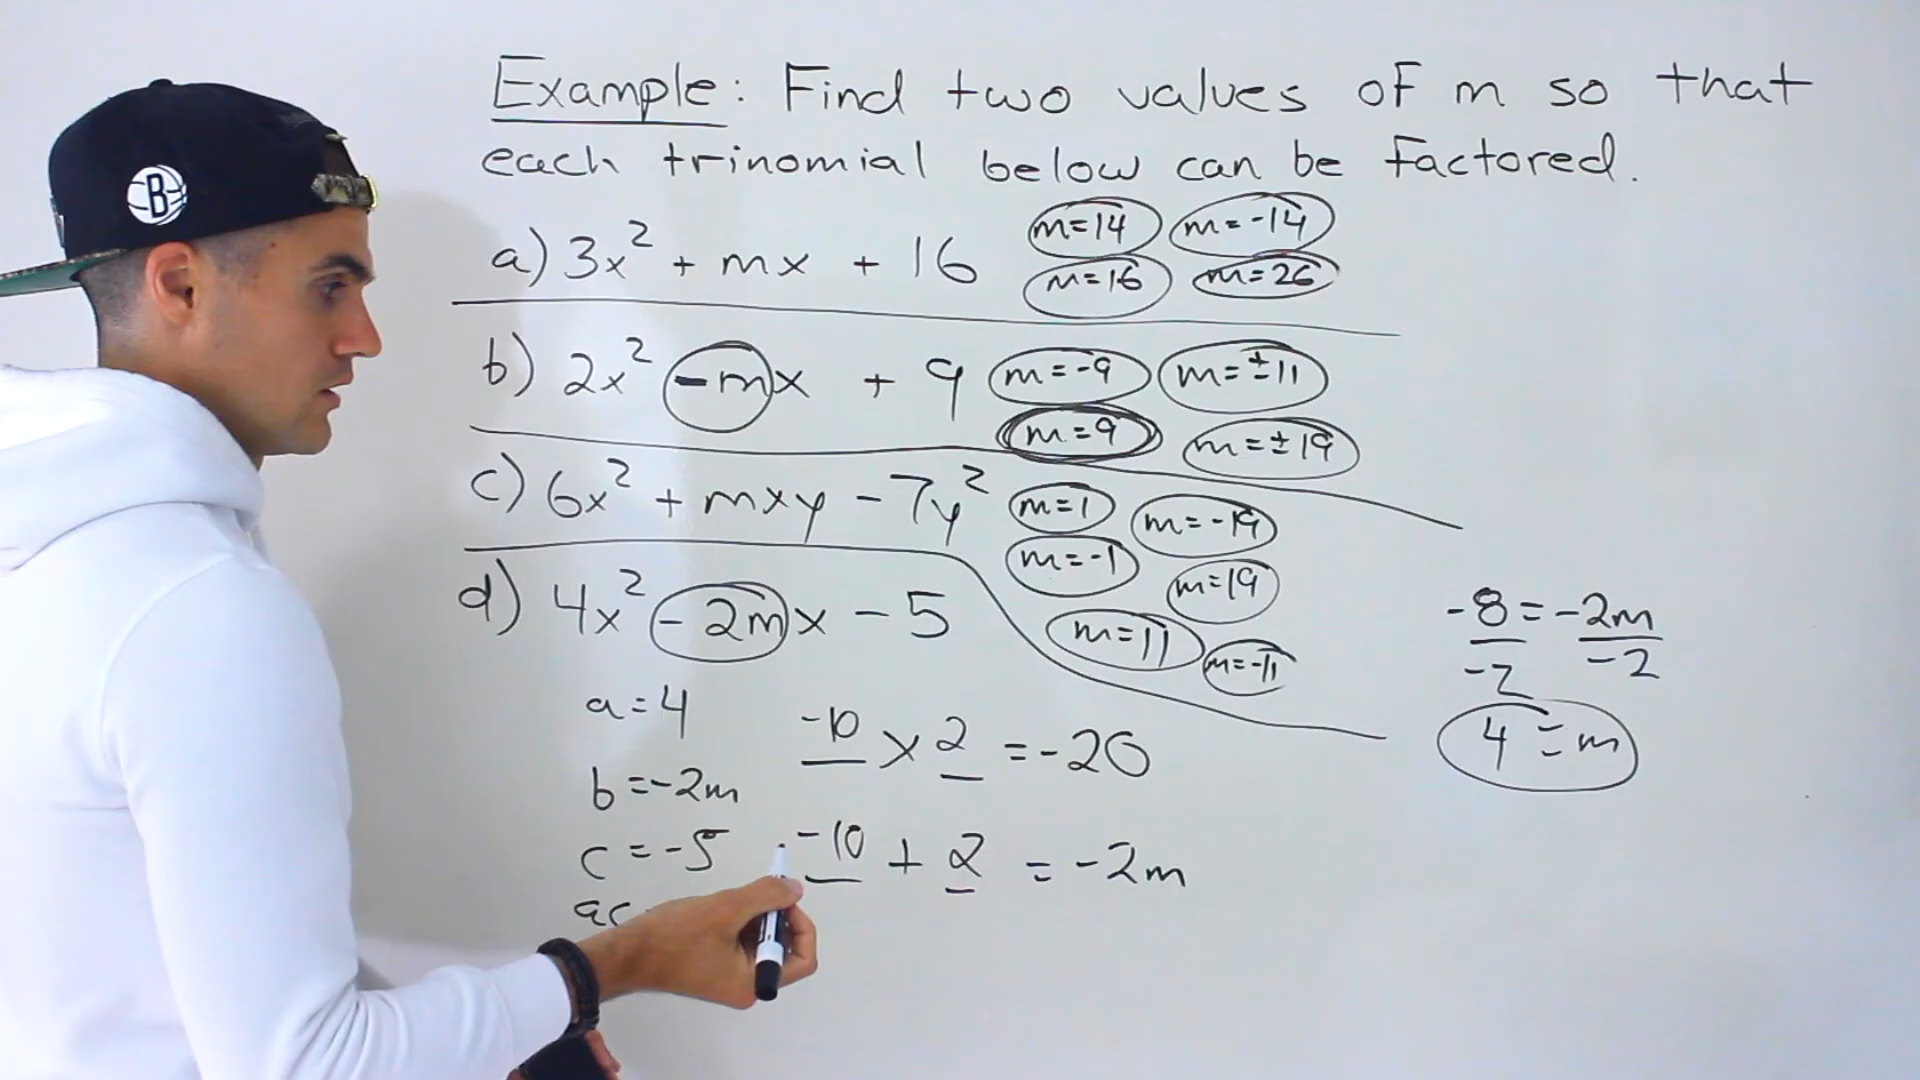 Example: Find two values of m so that
each trinomial below can be factored.
a) 3x² + mx + 16 m=14 m=-14
m=16 m=26
b) 2x² -mx + 9 m=-9 m=±11
m=9 m=±19
c) 6x² + mxy - 7y² m=1 m=-19
m=-1 m=19
m=11 m=-11
d) 4x² - 2mx - 5
a=4
b=-2m
c=-5
ac
-10 x 2 = -20
-10 + 2 = -2m
-8 = -2m
-2 -2
4 = m
B